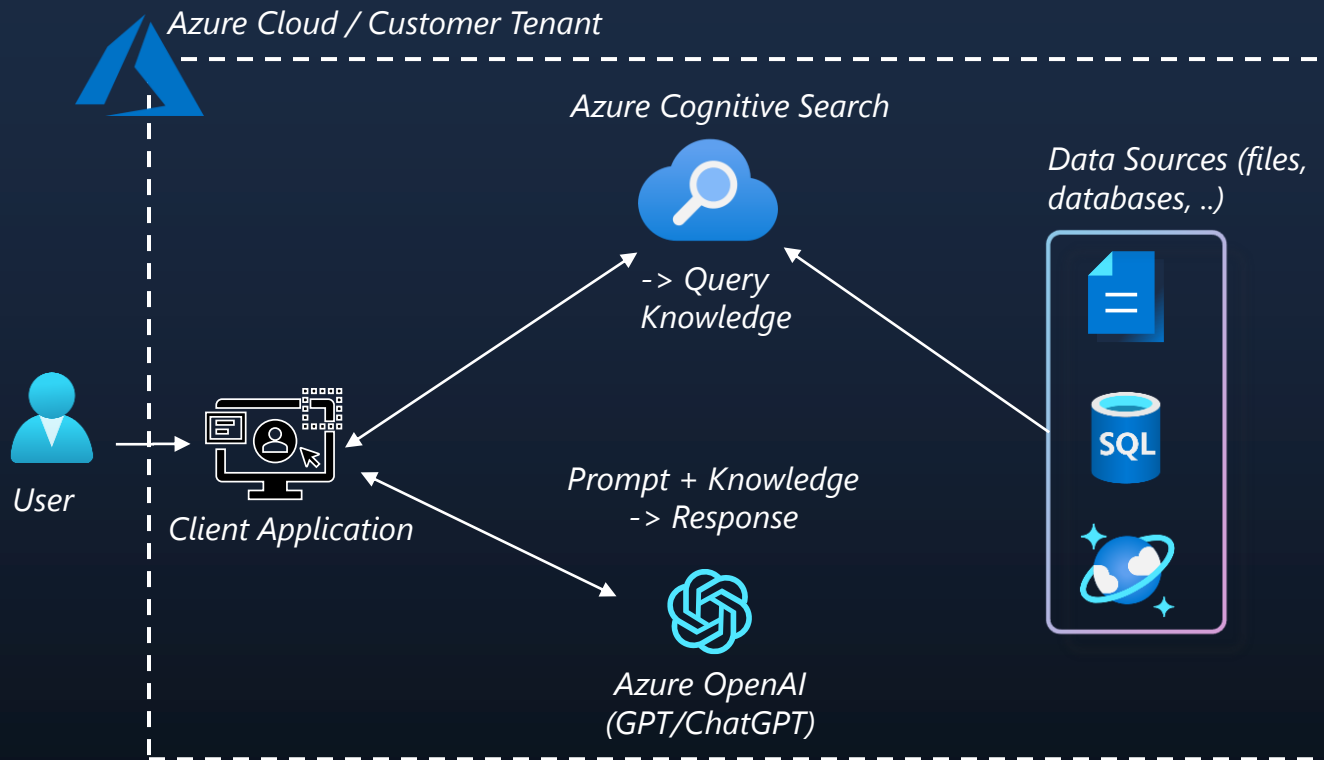 Azure Cloud / Customer Tenant
Azure Cognitive Search
Data Sources (files,
databases, ..)
-> Query
Knowledge
SQL
User
Client Application
Prompt + Knowledge
-> Response
Azure OpenAI
(GPT/ChatGPT)